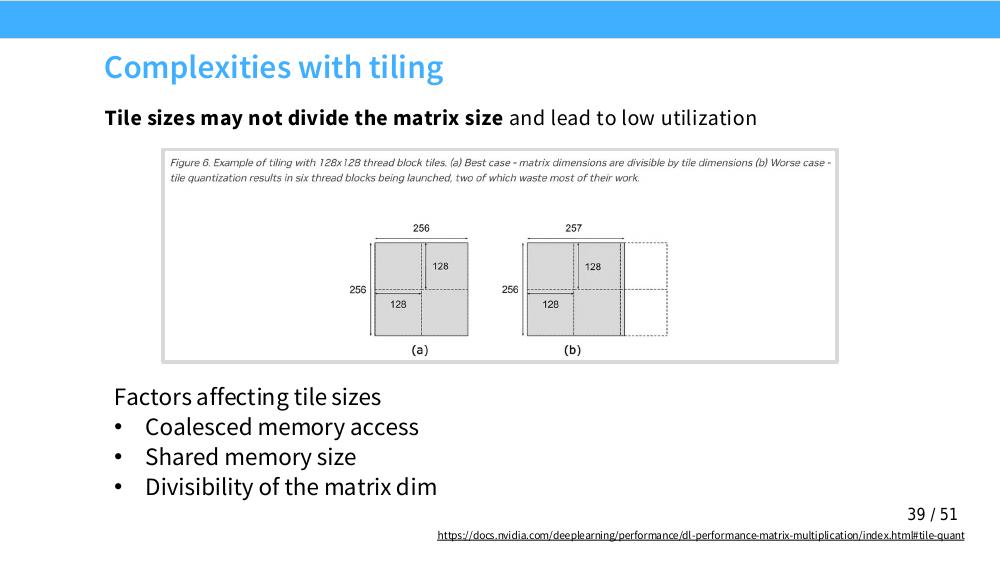 Complexities with tiling
Tile sizes may not divide the matrix size and lead to low utilization
Figure 6. Example of tiling with 128x128 thread block tiles. (a) Best case - matrix dimensions are divisible by tile dimensions (b) Worse case -
tile quantization results in six thread blocks being launched, two of which waste most of their work.
256
257
128
128
256
256
128
128
(a)
(b)
Factors affecting tile sizes
• Coalesced memory access
• Shared memory size
• Divisibility of the matrix dim
39 / 51
https://docs.nvidia.com/deeplearning/performance/dl-performance-matrix-multiplication/index.html#tile-quant